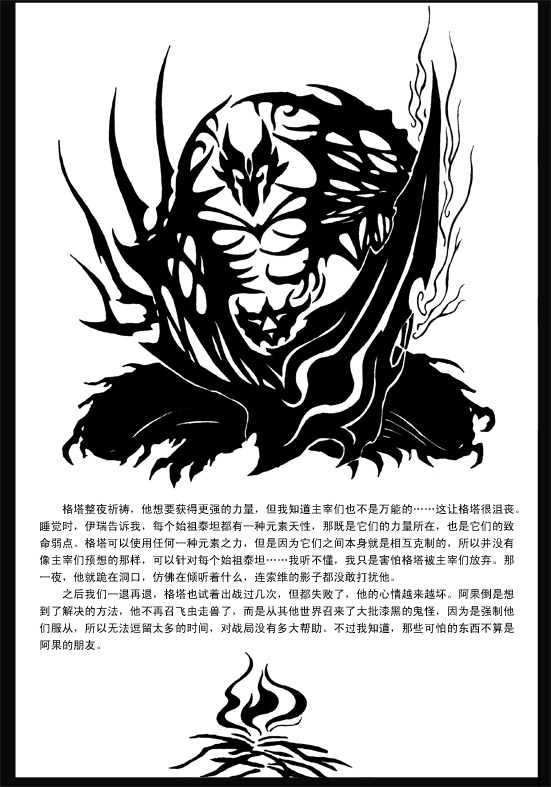 格塔整夜祈祷，他想要获得更强的力量，但我知道主宰们也不是万能的……这让格塔很沮丧。
睡觉时，伊瑞告诉我，每个始祖泰坦都有一种元素天性，那既是它们的力量所在，也是它们的致
命弱点。格塔可以使用任何一种元素之力，但是因为它们之间本身就是相互克制的，所以并没有
像主宰们预想的那样，可以针对每个始祖泰坦……我听不懂，我只是害怕格塔被主宰们放弃。那
一夜，他就跪在洞口，仿佛在倾听着什么，连索维的影子都没敢打扰他。
之后我们一退再退，格塔也试着出战过几次，但都失败了，他的心情越来越坏。阿果倒是想
到了解决的方法，他不再召飞虫走兽了，而是从其他世界召来了大批漆黑的鬼怪，因为是强制他
们服从，所以无法逗留太多的时间，对战局没有多大帮助。不过我知道，那些可怕的东西不算是
阿果的朋友。